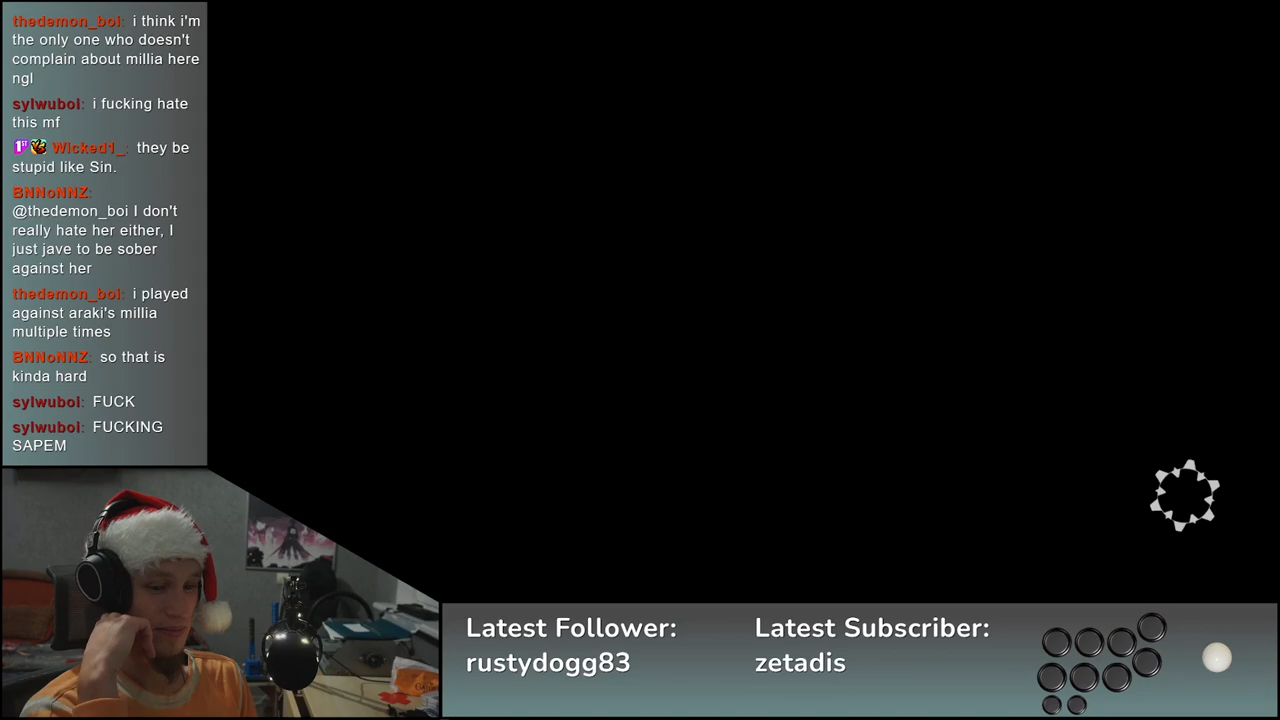 thedemon_boi: i think i'm
the only one who doesn't
complain about millia here
ngl
sylwuboi: i fucking hate
this mf
1ST Wicked1_: they be
stupid like Sin.
BNNoNNZ:
@thedemon_boi I don't
really hate her either, I
just jave to be sober
against her
thedemon_boi: i played
against araki's millia
multiple times
BNNoNNZ: so that is
kinda hard
sylwuboi: FUCK
sylwuboi: FUCKING
SAPEM
Latest Follower:
rustydogg83
Latest Subscriber:
zetadis